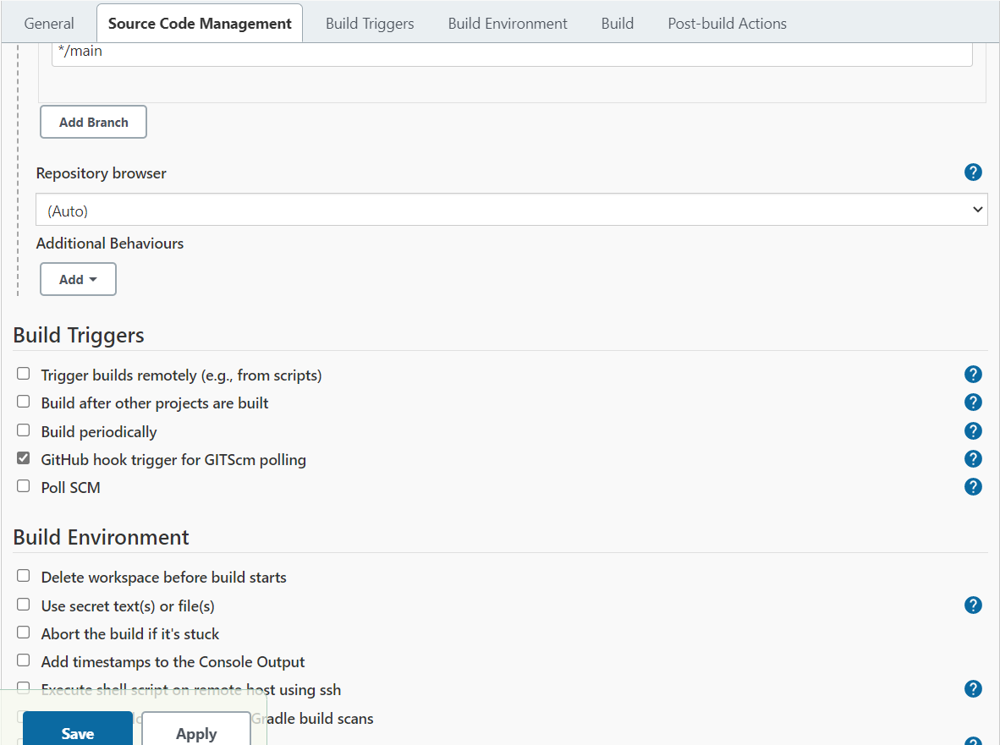 General Source Code Management Build Triggers Build Environment Build Post-build Actions
*/main
Add Branch
Repository browser
(Auto)
Additional Behaviours
Add
Build Triggers
Trigger builds remotely (e.g., from scripts)
Build after other projects are built
Build periodically
GitHub hook trigger for GITScm polling
Poll SCM
Build Environment
Delete workspace before build starts
Use secret text(s) or file(s)
Abort the build if it's stuck
Add timestamps to the Console Output
Execute shell script on remote host using ssh
Gradle build scans
Save Apply